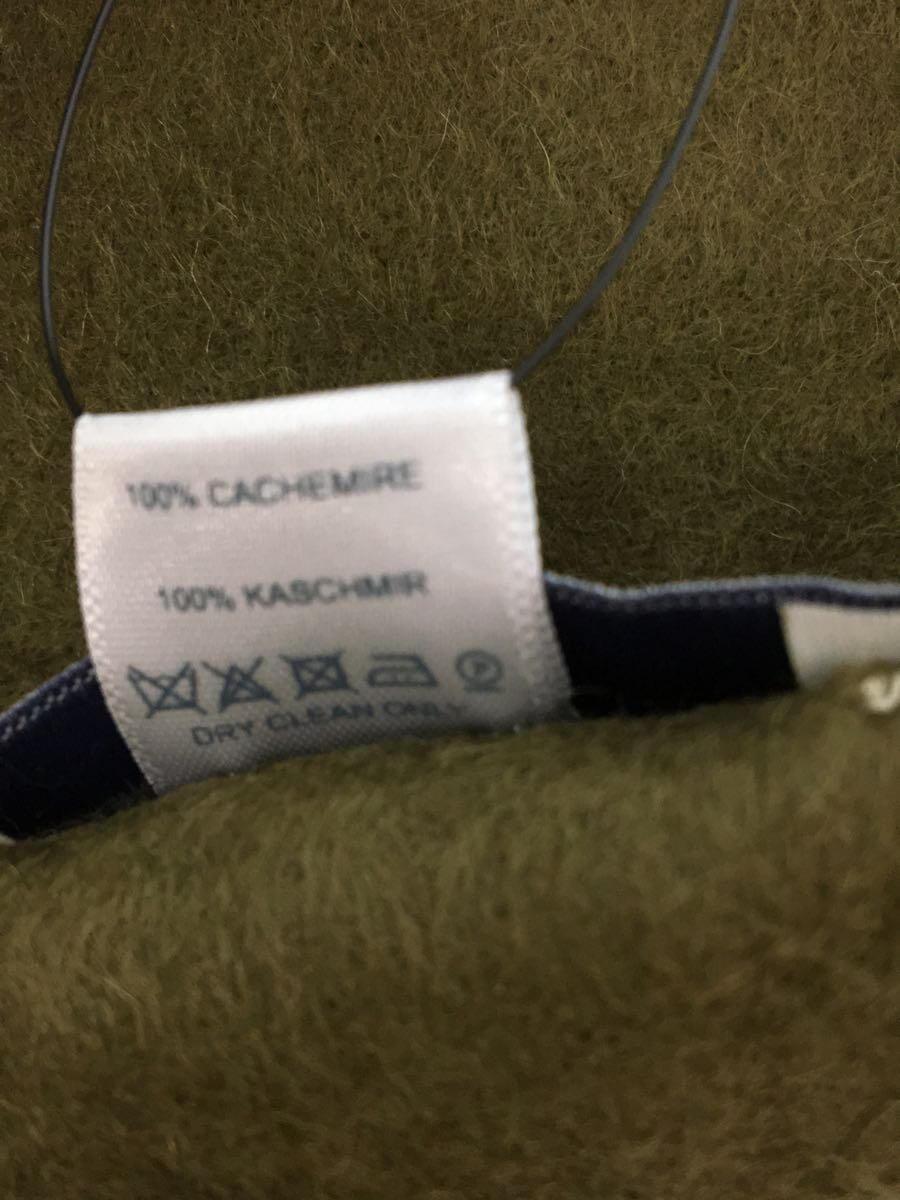 100% CACHEMIRE
100% KASCHMIR
P
DRY CLEAN ONLY